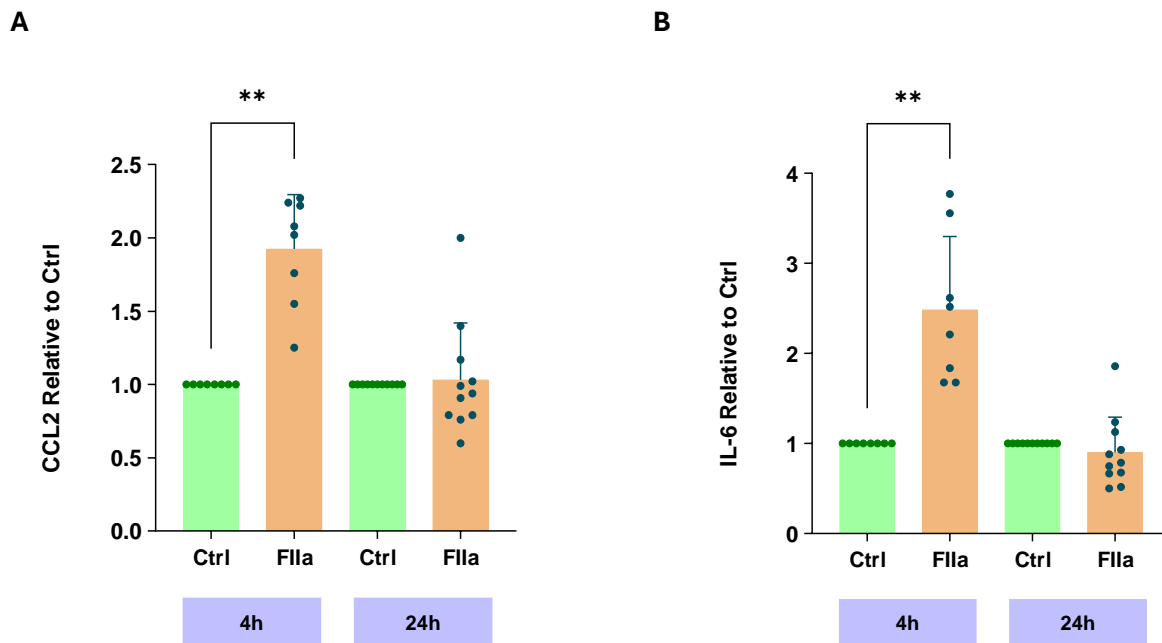 A
**
2.5
2.0
1.5
1.0
0.5
0.0
CCL2 Relative to Ctrl
Ctrl FIIa Ctrl FIIa
4h 24h
B
**
4
3
2
1
0
IL-6 Relative to Ctrl
Ctrl FIIa Ctrl FIIa
4h 24h